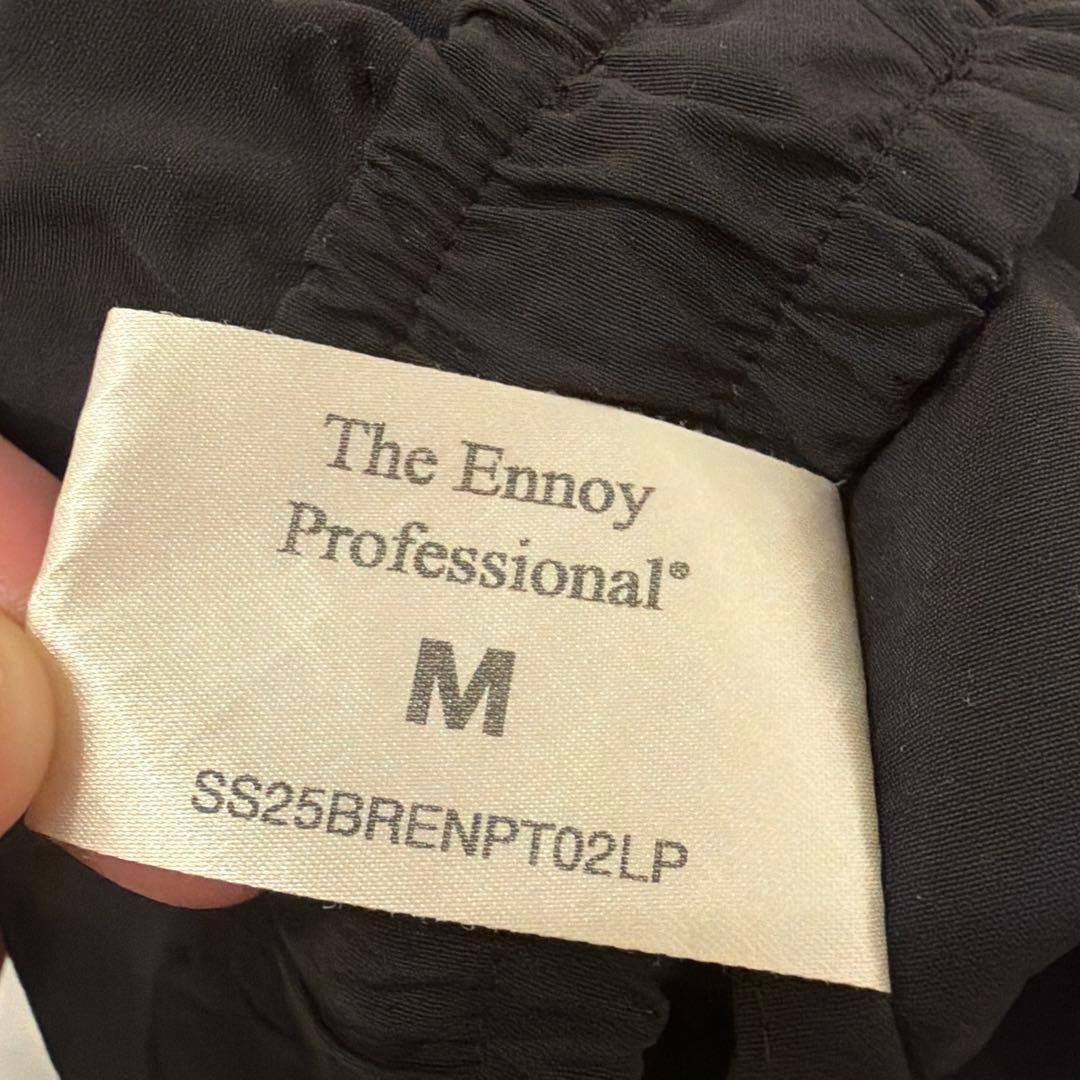 The Ennoy
Professional®
M
SS25BRENPT02LP